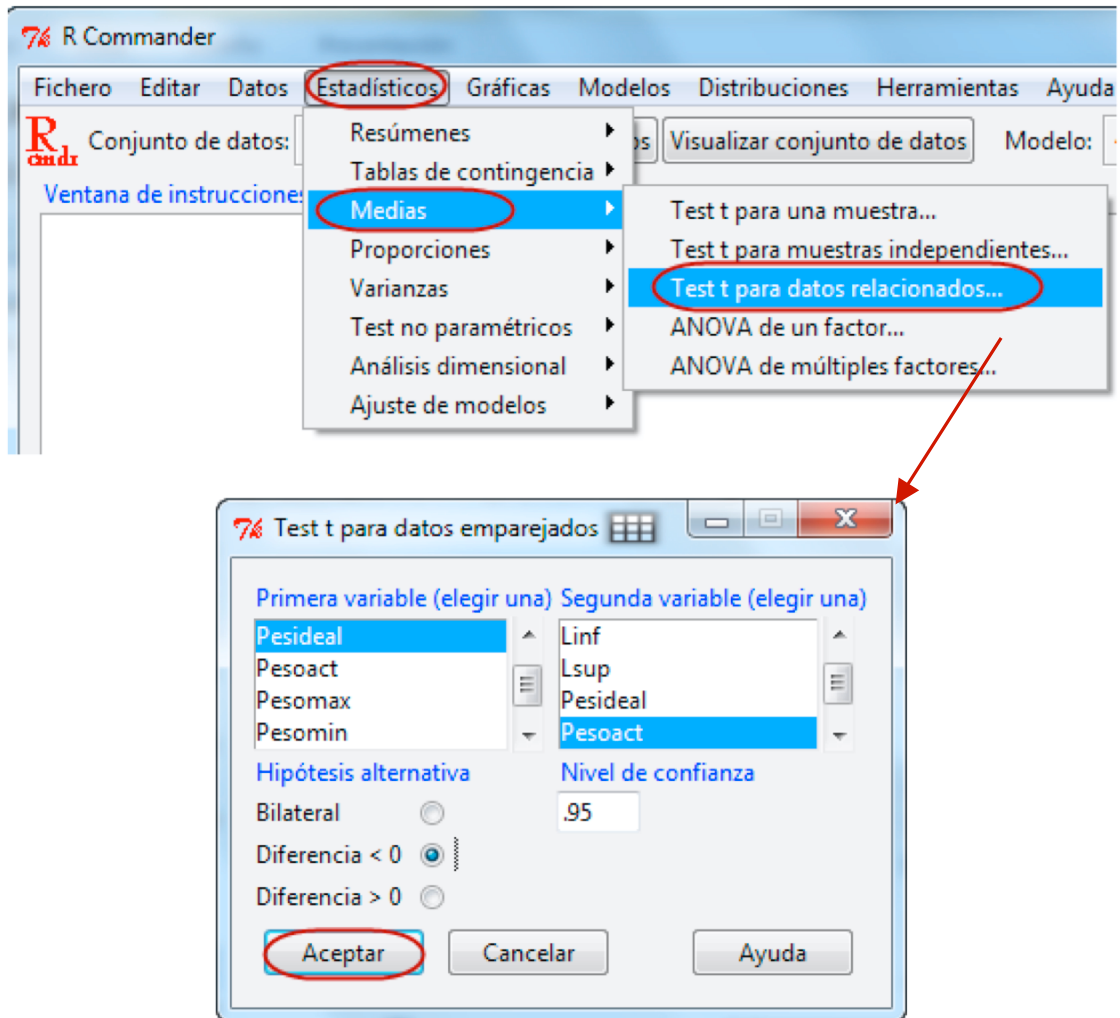 R Commander
Fichero Editar Datos Estadísticos Gráficas Modelos Distribuciones Herramientas Ayuda
R cmdr Conjunto de datos: os Visualizar conjunto de datos Modelo:
Ventana de instrucciones
Resúmenes
Tablas de contingencia
Medias
Proporciones
Varianzas
Test no paramétricos
Análisis dimensional
Ajuste de modelos
Test t para una muestra...
Test t para muestras independientes...
Test t para datos relacionados...
ANOVA de un factor...
ANOVA de múltiples factores...
Test t para datos emparejados
Primera variable (elegir una) Segunda variable (elegir una)
Pesideal Linf
Pesoact Lsup
Pesomax Pesideal
Pesomin Pesoact
Hipótesis alternativa Nivel de confianza
Bilateral .95
Diferencia < 0
Diferencia > 0
Aceptar Cancelar Ayuda